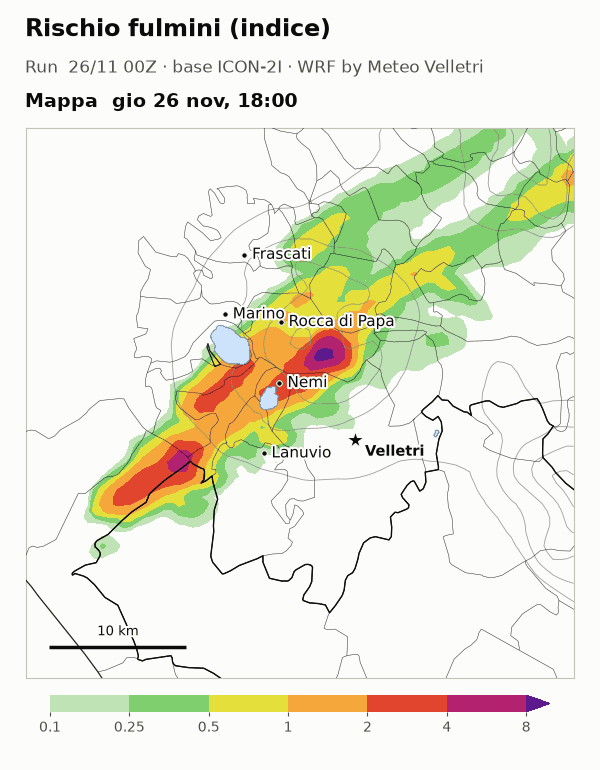 Rischio fulmini (indice)
Run  26/11 00Z · base ICON-2I · WRF by Meteo Velletri
Mappa  gio 26 nov, 18:00
Frascati
Marino
Rocca di Papa
Nemi
Velletri
Lanuvio
10 km
0.1 0.25 0.5 1 2 4 8